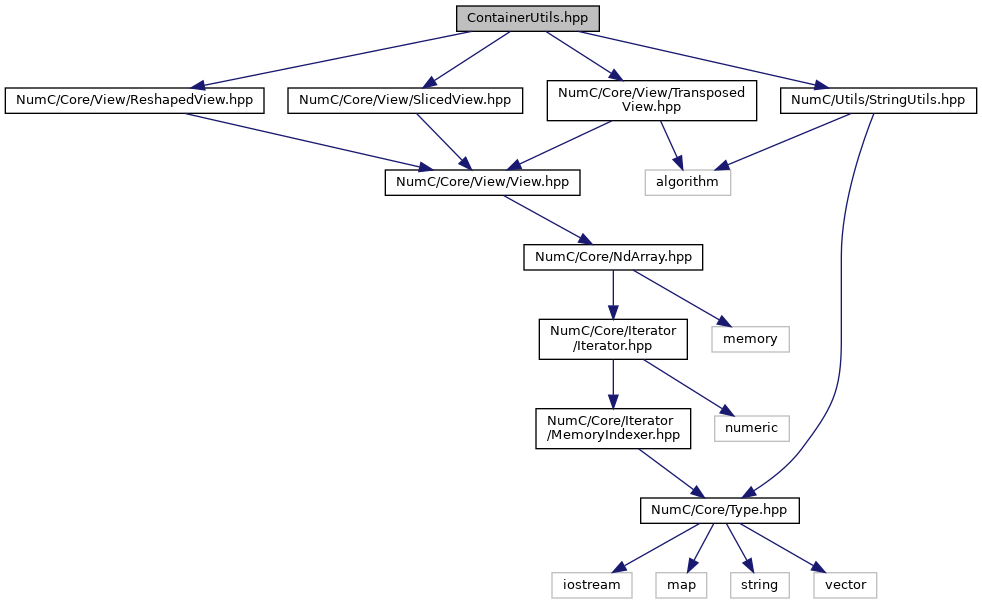 ContainerUtils.hpp
NumC/Core/View/ReshapedView.hpp
NumC/Core/View/SlicedView.hpp
NumC/Core/View/Transposed
View.hpp
NumC/Utils/StringUtils.hpp
NumC/Core/View/View.hpp
algorithm
NumC/Core/NdArray.hpp
NumC/Core/Iterator
/Iterator.hpp
memory
NumC/Core/Iterator
/MemoryIndexer.hpp
numeric
NumC/Core/Type.hpp
iostream
map
string
vector